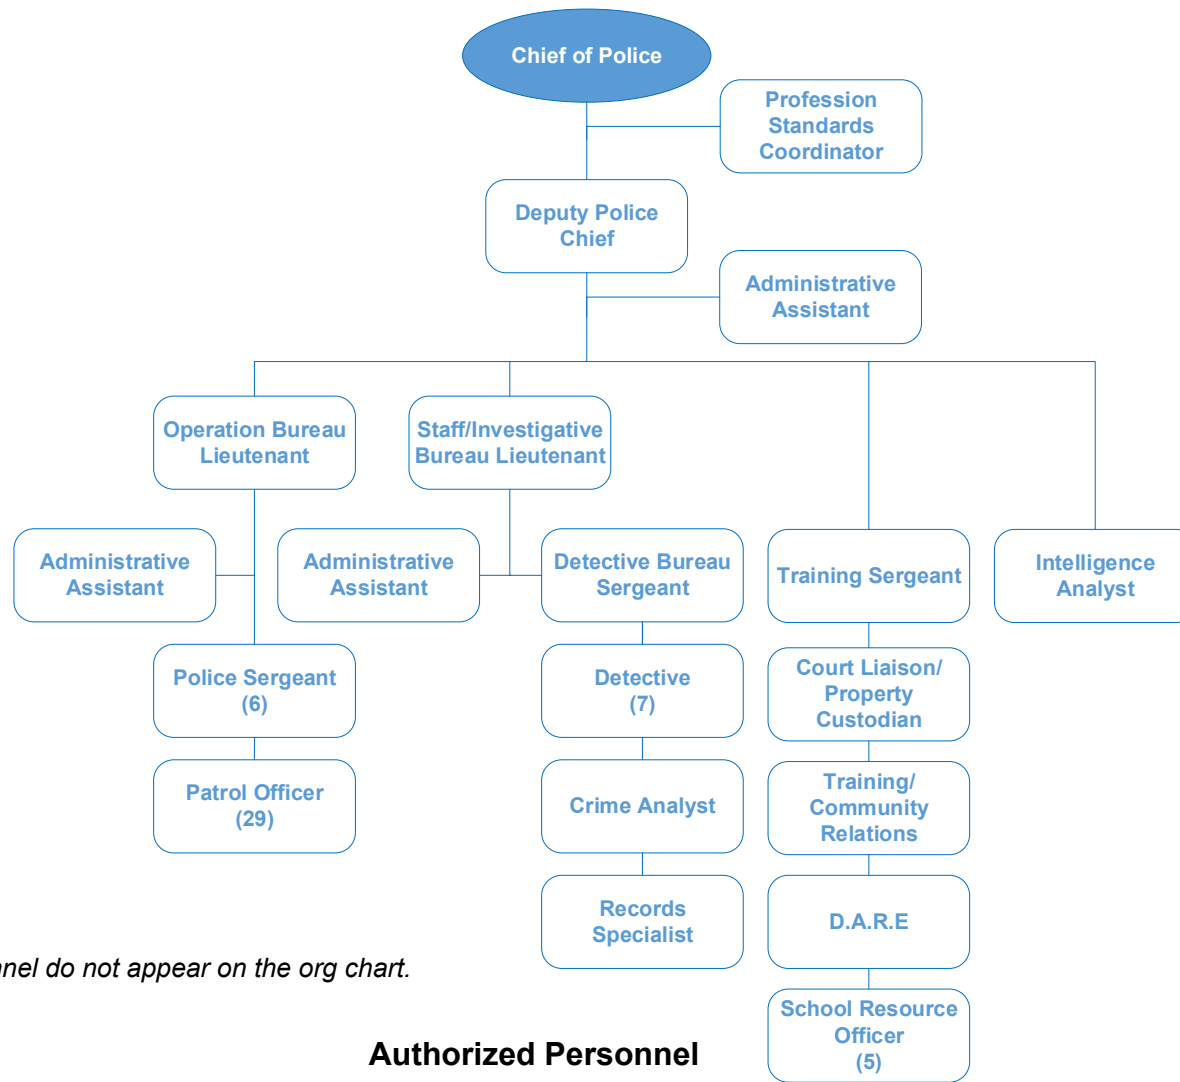 Chief of Police
Profession
Standards
Coordinator
Deputy Police
Chief
Administrative
Assistant
Operation Bureau
Lieutenant
Staff/Investigative
Bureau Lieutenant
Administrative
Assistant
Administrative
Assistant
Detective Bureau
Sergeant
Training Sergeant
Intelligence
Analyst
Police Sergeant
(6)
Detective
(7)
Court Liaison/
Property
Custodian
Patrol Officer
(29)
Crime Analyst
Training/
Community
Relations
Records
Specialist
D.A.R.E
do not appear on the org chart.
School Resource
Officer
(5)
Authorized Personnel